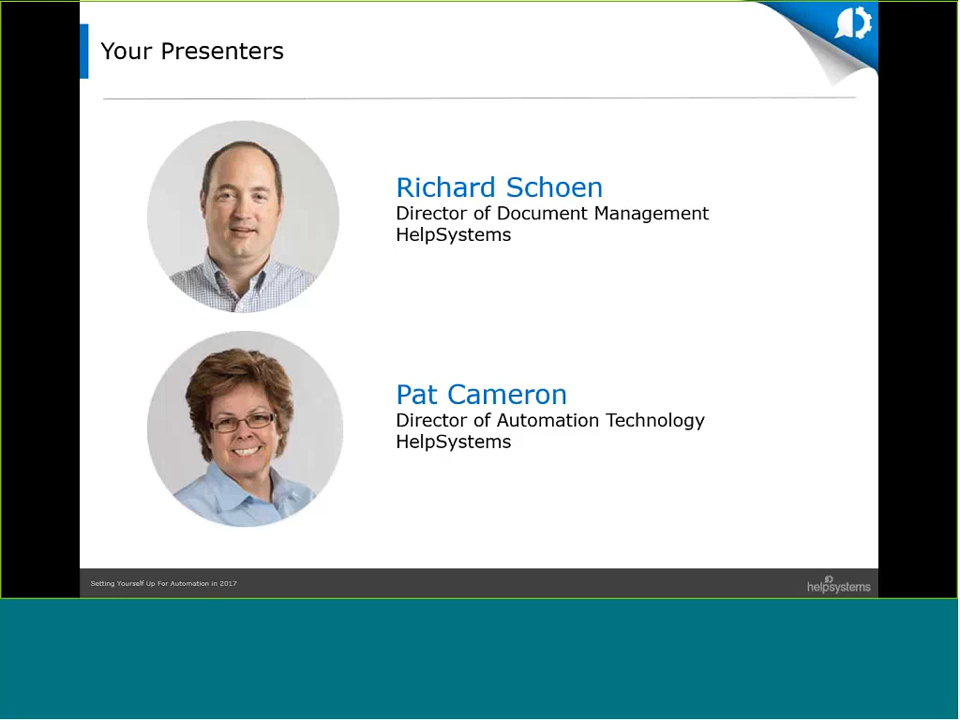 Your Presenters
Richard Schoen
Director of Document Management
HelpSystems
Pat Cameron
Director of Automation Technology
HelpSystems
Setting Yourself Up For Automation in 2017
helpsystems